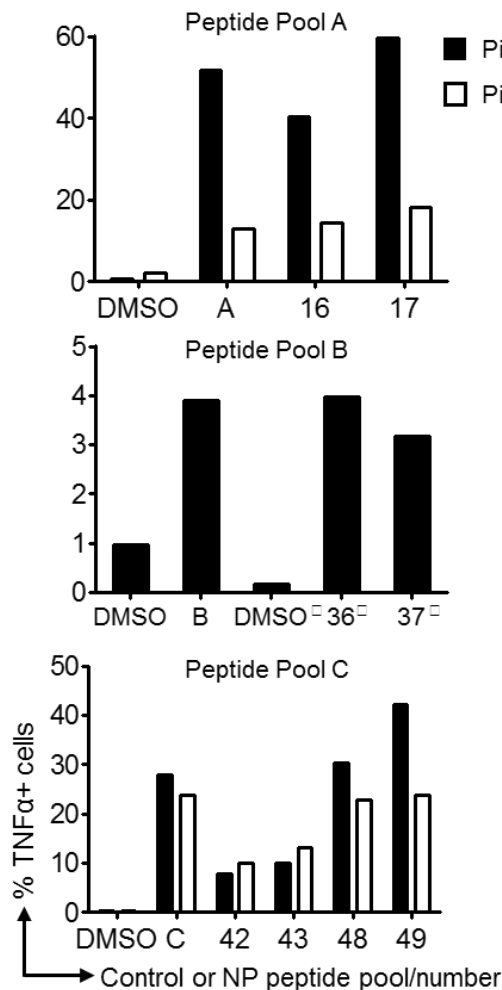 Peptide Pool A
60
40
20
0
Pi
Pi
DMSO A 16 17
Peptide Pool B
5
4
3
2
1
0
DMSO B DMSO□ 36□ 37□
Peptide Pool C
50
40
30
20
10
0
DMSO C 42 43 48 49
% TNFα+ cells
Control or NP peptide pool/number